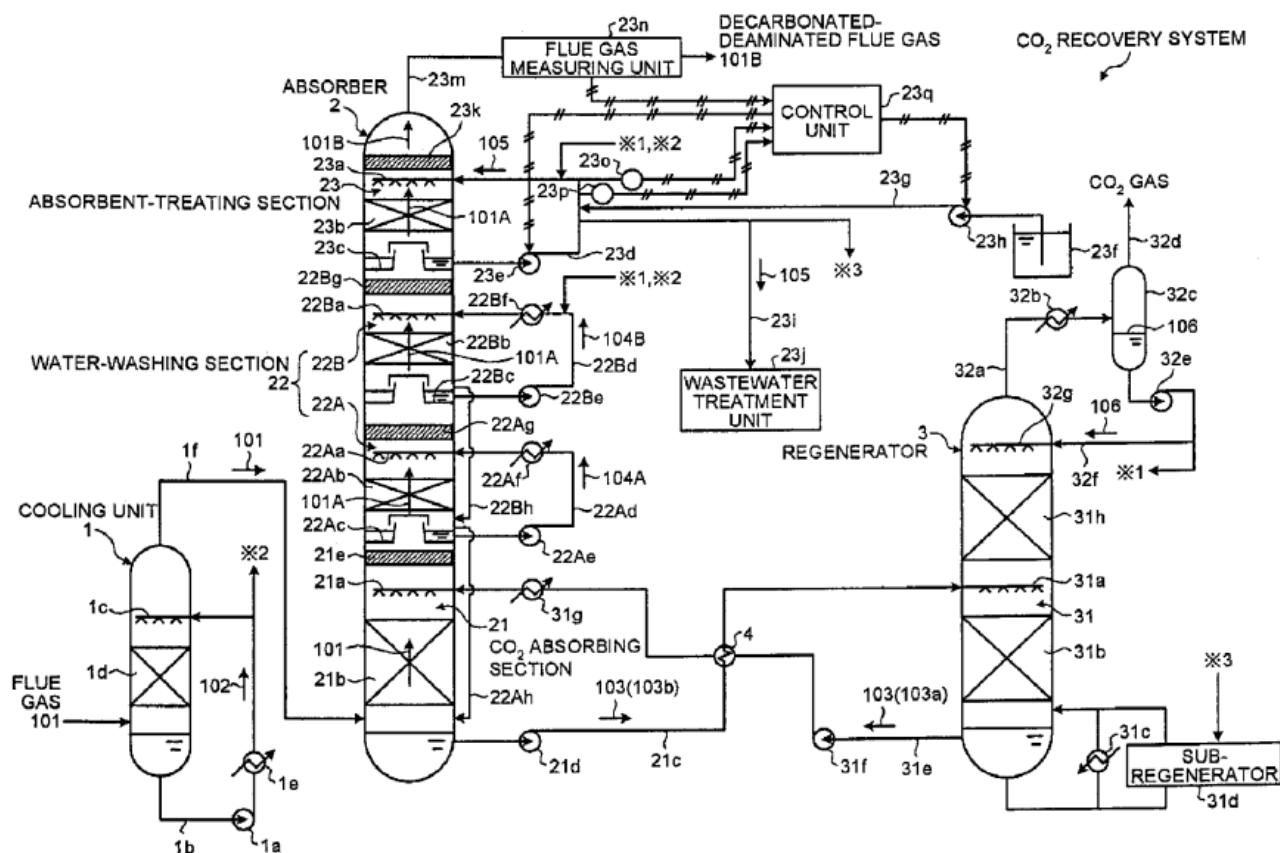 23n
DECARBONATED-
DEAMINATED FLUE GAS
101B
FLUE GAS
MEASURING UNIT
CO₂ RECOVERY SYSTEM
23m
ABSORBER
2
23k
CONTROL
UNIT
23q
101B
105
※1,※2
23a
23o
23
23p
23g
CO₂ GAS
ABSORBENT-TREATING SECTION
101A
23b
23h
23f
32d
23c
23e
23d
※3
105
22Bg
※1,※2
32b
32c
22Ba
22Bf
106
22B
22Bb
104B
23i
WATER-WASHING SECTION
22
101A
22Bd
23j
32a
32e
22Bc
22Be
WASTEWATER
TREATMENT
UNIT
22A
22Ag
32g
106
1f
101
22Aa
REGENERATOR
3
32f
22Ab
22Af
104A
※1
101A
22Bh
22Ad
31h
COOLING UNIT
1
22Ac
22Ae
※2
21e
21a
31a
1c
31g
21
4
31
101
CO₂ ABSORBING
SECTION
1d
102
21b
31b
※3
FLUE
GAS
101
22Ah
103(103b)
103(103a)
31c
1e
21d
21c
31f
31e
SUB-
REGENERATOR
31d
1b
1a